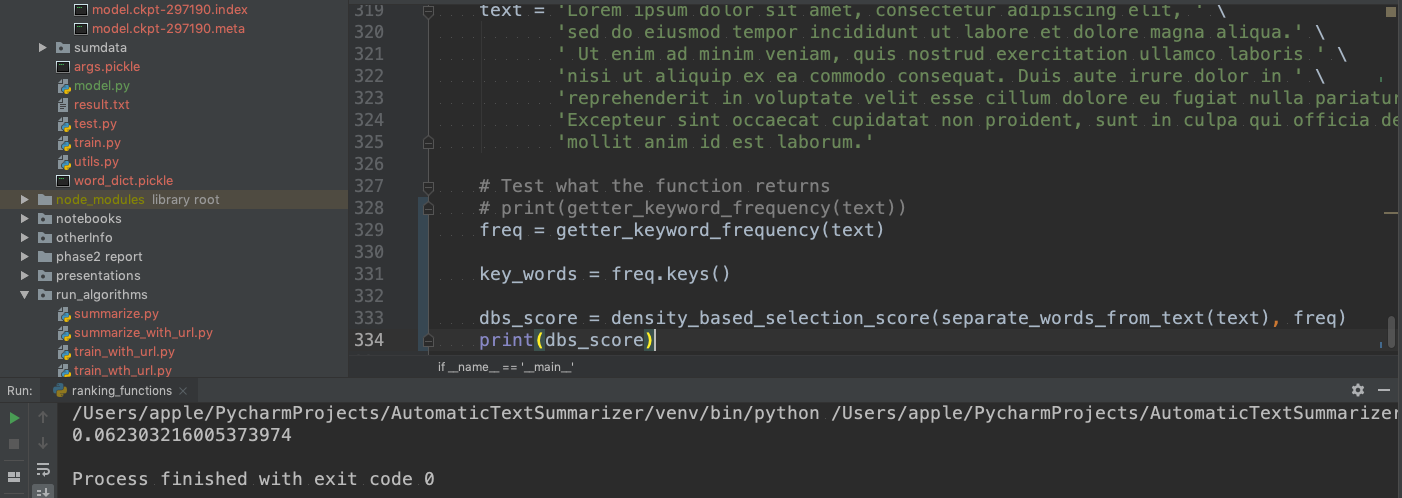 model.ckpt-297190.index
model.ckpt-297190.meta
sumdata
args.pickle
model.py
result.txt
test.py
train.py
utils.py
word_dict.pickle
node_modules library root
notebooks
otherInfo
phase2 report
presentations
run_algorithms
summarize.py
summarize_with_url.py
train_with_url.py
train_wth_url.py
319 text = 'Lorem ipsum dolor sit amet, consectetur adipiscing elit, ' \
320 'sed do eiusmod tempor incididunt ut labore et dolore magna aliqua.' \
321 ' Ut enim ad minim veniam, quis nostrud exercitation ullamco laboris ' \
322 'nisi ut aliquip ex ea commodo consequat. Duis aute irure dolor in ' \
323 'reprehenderit in voluptate velit esse cillum dolore eu fugiat nulla pariatur
324 'Excepteur sint occaecat cupidatat non proident, sunt in culpa qui officia de
325 'mollit anim id est laborum.'
326
327 # Test what the function returns
328 # print(getter_keyword_frequency(text))
329 freq = getter_keyword_frequency(text)
330
331 key_words = freq.keys()
332
333 dbs_score = density_based_selection_score(separate_words_from_text(text), freq)
334 print(dbs_score)
if __name__ == '__main__'
Run: ranking_functions
/Users/apple/PycharmProjects/AutomaticTextSummarizer/venv/bin/python /Users/apple/PycharmProjects/AutomaticTextSummarizer
0.062303216005373974
Process finished with exit code 0